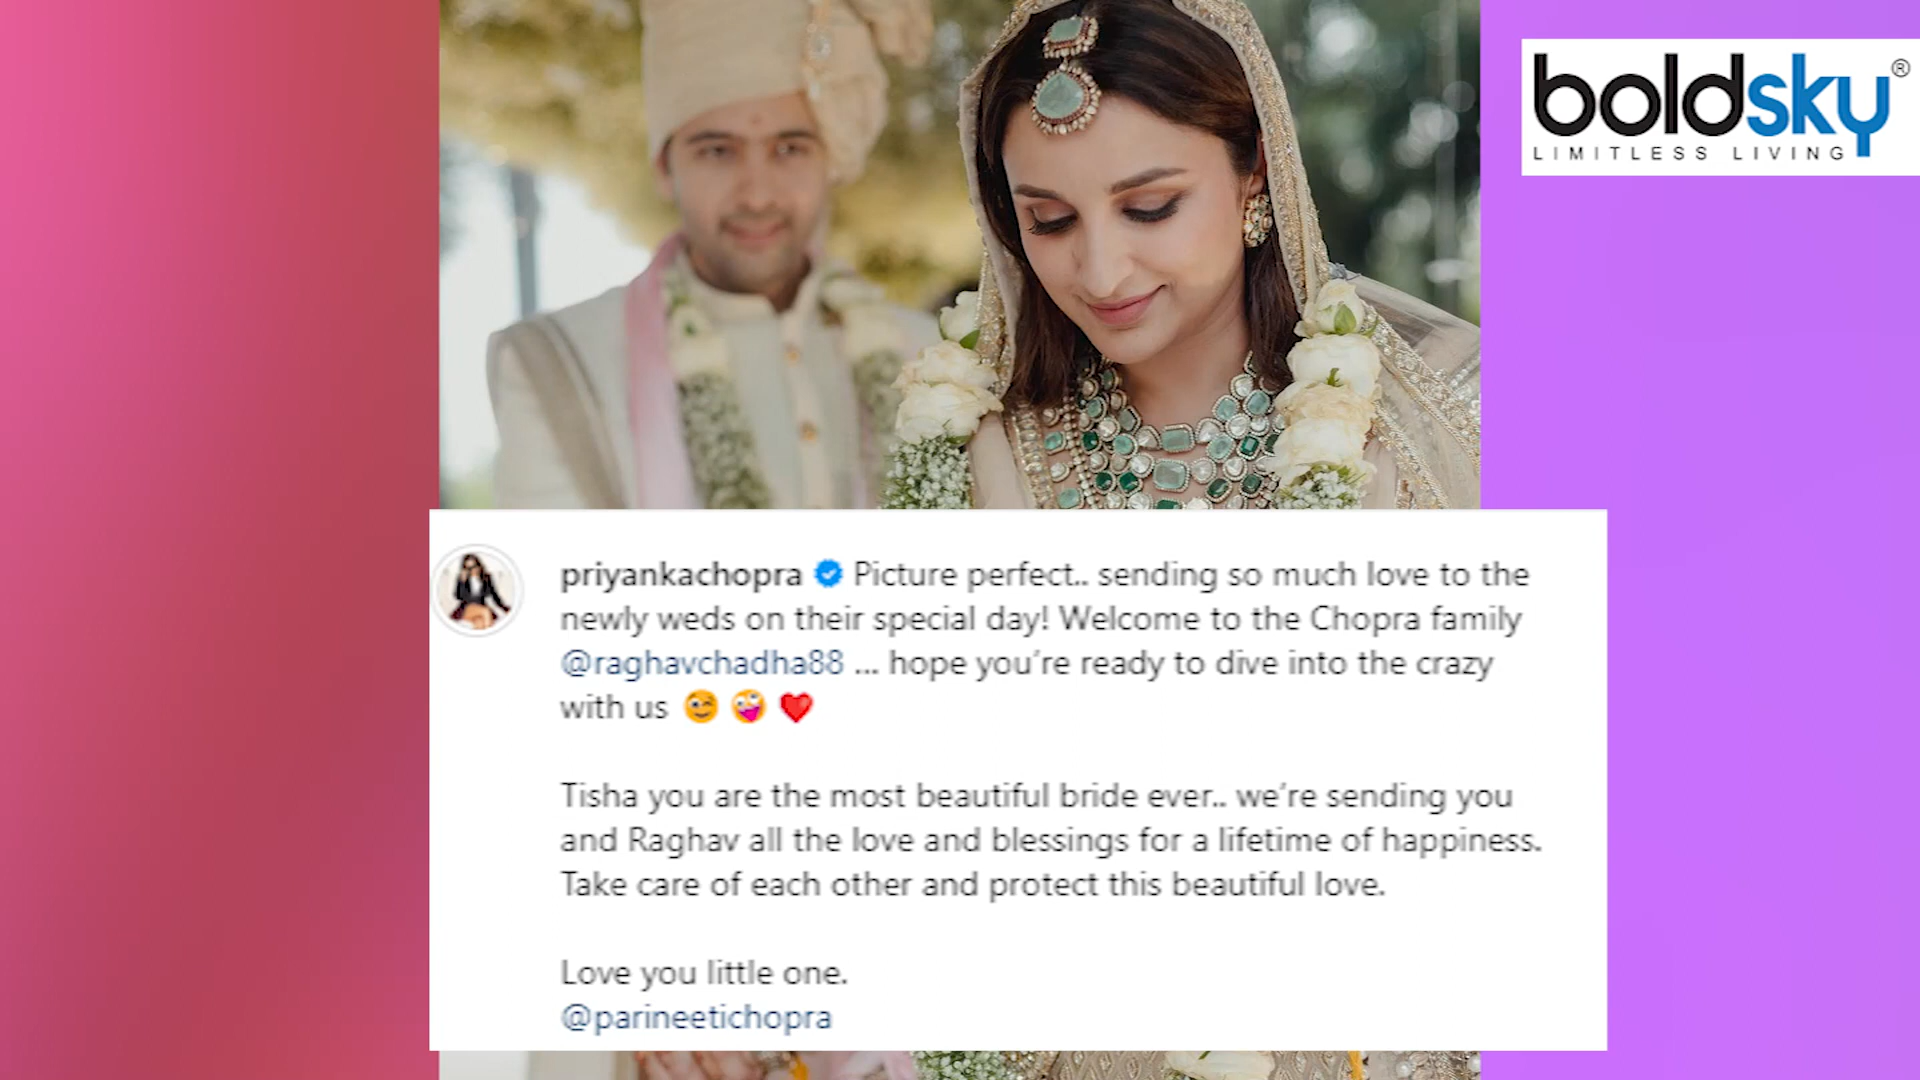 boldsky®
LIMITLESS LIVING
priyankachopra Picture perfect.. sending so much love to the
newly weds on their special day! Welcome to the Chopra family
@raghavchadha88 ... hope you're ready to dive into the crazy
with us 😉 🤪 ❤️
Tisha you are the most beautiful bride ever.. we're sending you
and Raghav all the love and blessings for a lifetime of happiness.
Take care of each other and protect this beautiful love.
Love you little one.
@parineetichopra